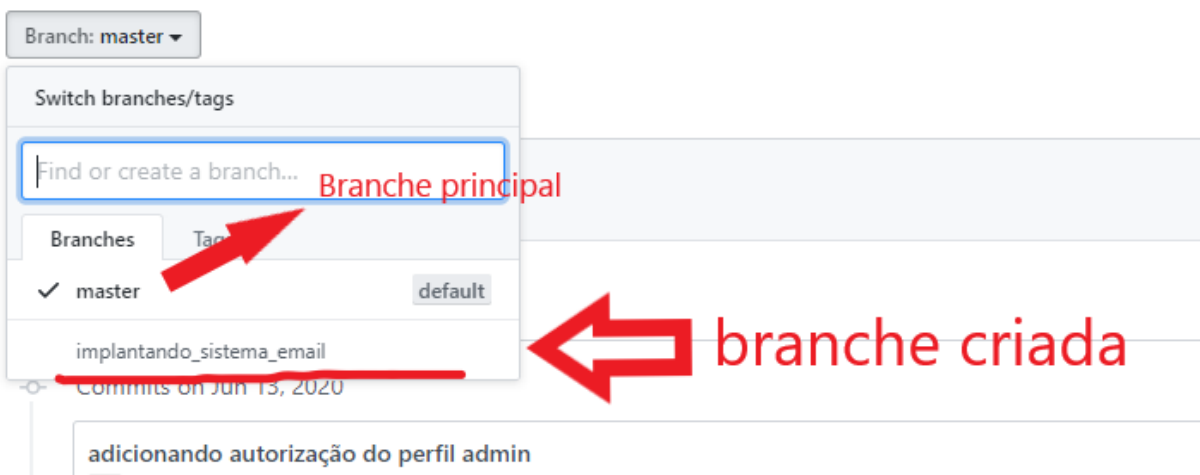 Branch: master
Switch branches/tags
Find or create a branch...
Branche principal
Branches
master
default
implantando_sistema_email
branche criada
Commits on Jun 13, 2020
adicionando autorização do perfil admin